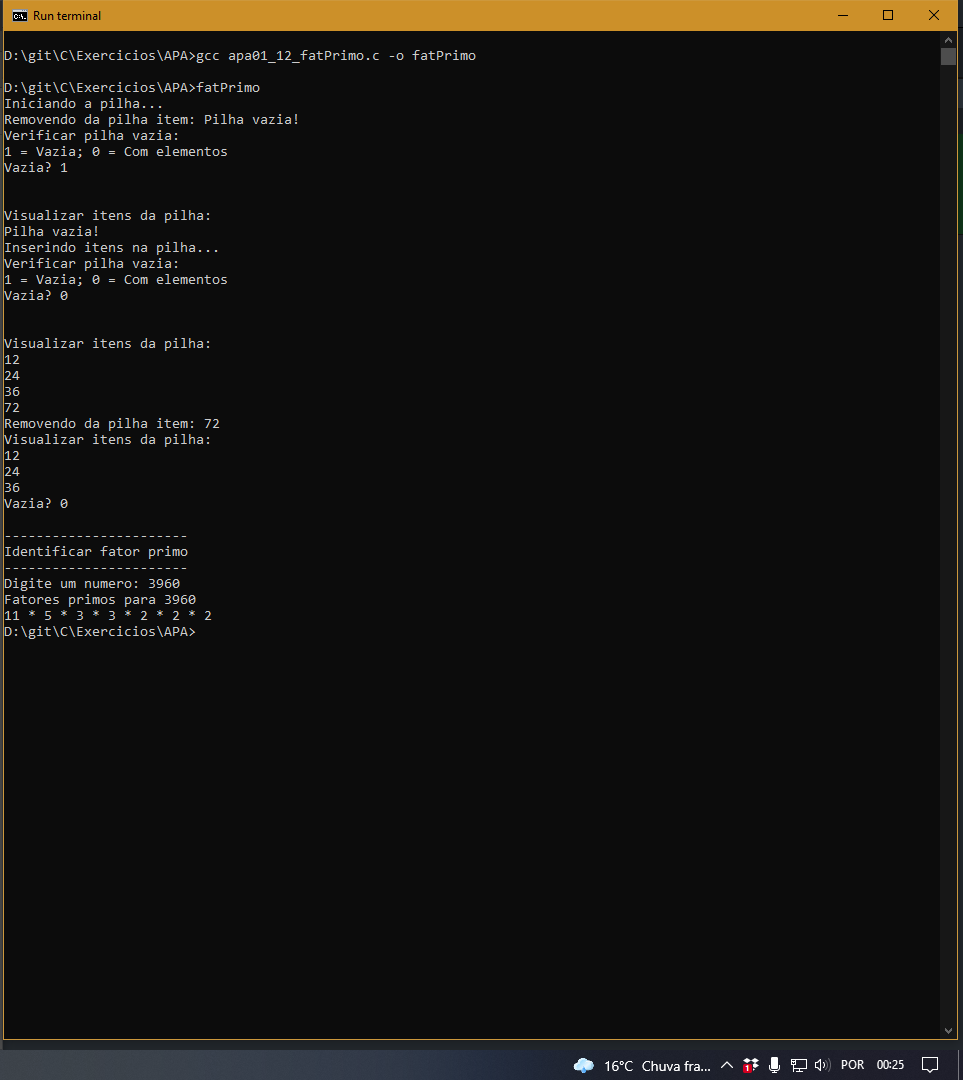 Run terminal
D:\git\C\Exercicios\APA>gcc apa01_12_fatPrimo.c -o fatPrimo
D:\git\C\Exercicios\APA>fatPrimo
Iniciando a pilha...
Removendo da pilha item: Pilha vazia!
Verificar pilha vazia:
1 = Vazia; 0 = Com elementos
Vazia? 1
Visualizar itens da pilha:
Pilha vazia!
Inserindo itens na pilha...
Verificar pilha vazia:
1 = Vazia; 0 = Com elementos
Vazia? 0
Visualizar itens da pilha:
12
24
36
72
Removendo da pilha item: 72
Visualizar itens da pilha:
12
24
36
Vazia? 0
-----------------------
Identificar fator primo
-----------------------
Digite um numero: 3960
Fatores primos para 3960
11 * 5 * 3 * 3 * 2 * 2 * 2
D:\git\C\Exercicios\APA>
16°C Chuva fra... 1 POR 00:25